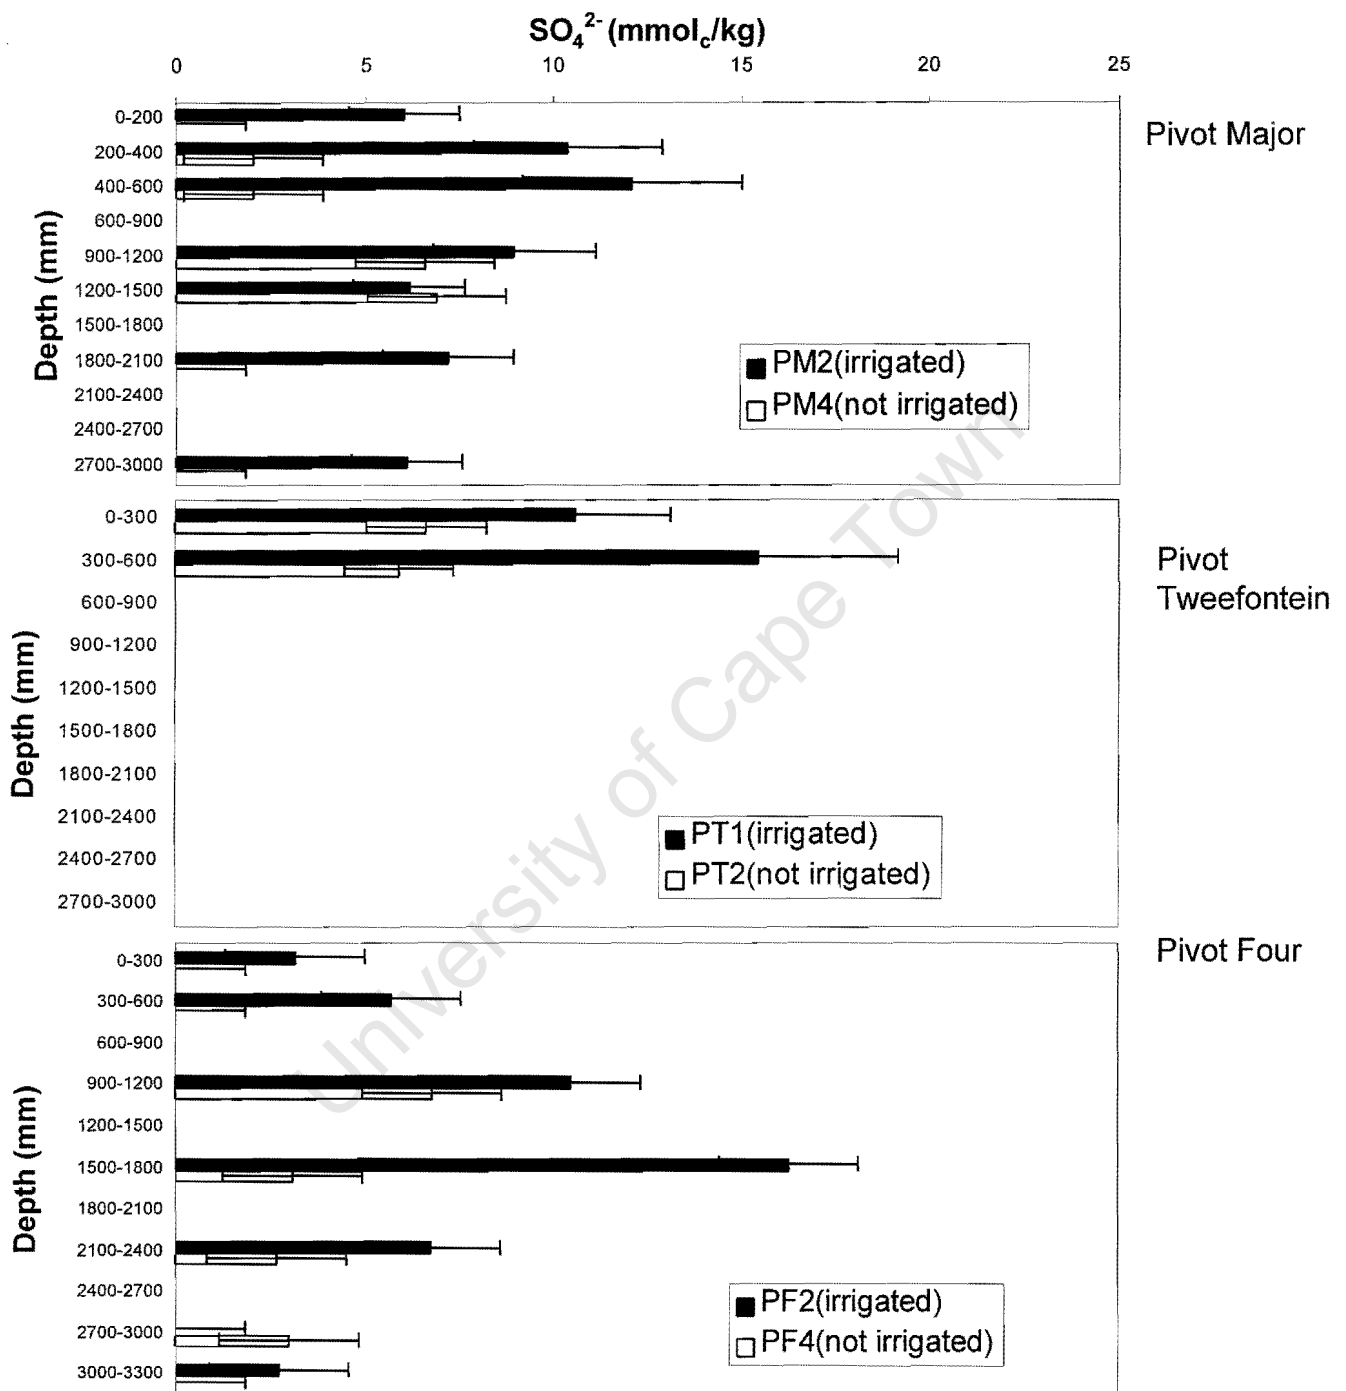 SO₄²⁻ (mmol꜀/kg)
0 5 10 15 20 25
Pivot Major
Depth (mm)
0-200
200-400
400-600
600-900
900-1200
1200-1500
1500-1800
1800-2100
2100-2400
2400-2700
2700-3000
PM2(irrigated)
PM4(not irrigated)
Pivot
Tweefontein
Depth (mm)
0-300
300-600
600-900
900-1200
1200-1500
1500-1800
1800-2100
2100-2400
2400-2700
2700-3000
PT1(irrigated)
PT2(not irrigated)
Pivot Four
Depth (mm)
0-300
300-600
600-900
900-1200
1200-1500
1500-1800
1800-2100
2100-2400
2400-2700
2700-3000
3000-3300
PF2(irrigated)
PF4(not irrigated)
University of Cape Town